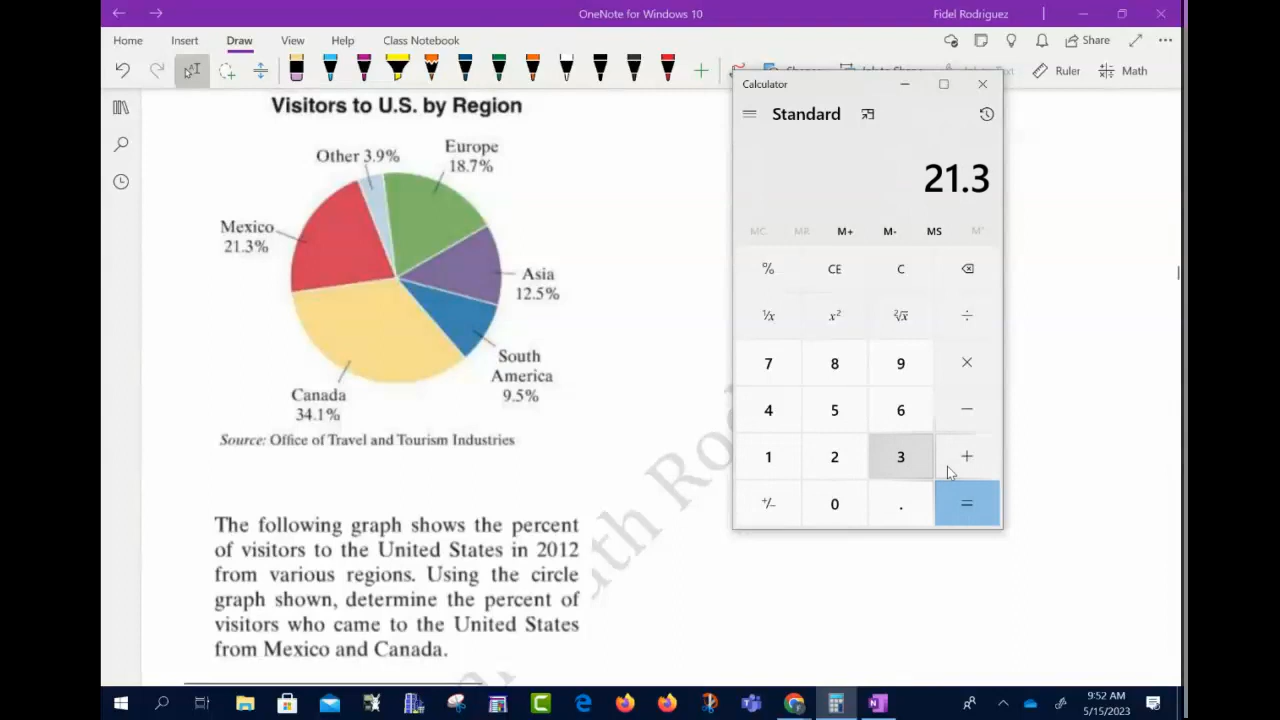 OneNote for Windows 10
Fidel Rodriguez
Home Insert Draw View Help Class Notebook
Share
Ruler
Math
Visitors to U.S. by Region
Other 3.9%
Europe
18.7%
Mexico
21.3%
Asia
12.5%
South
America
9.5%
Canada
34.1%
Source: Office of Travel and Tourism Industries
The following graph shows the percent
of visitors to the United States in 2012
from various regions. Using the circle
graph shown, determine the percent of
visitors who came to the United States
from Mexico and Canada.
Calculator
Standard
21.3
MC MR M+ M- MS
% CE C
¹/x x² ²√x ÷
7 8 9 ×
4 5 6 −
1 2 3 +
+/− 0 . =
9:52 AM
5/15/2023